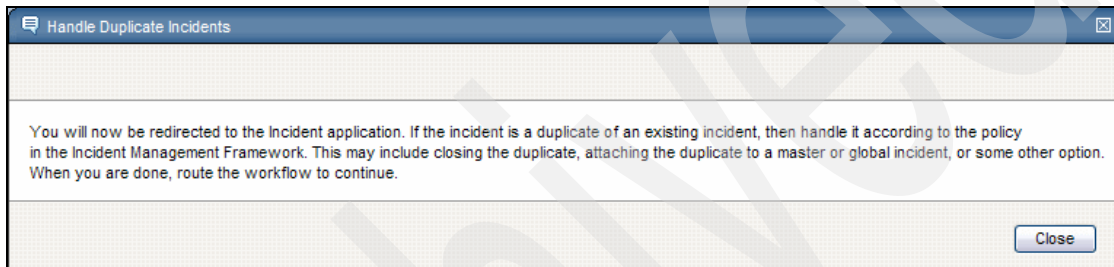 Handle Duplicate Incidents
You will now be redirected to the Incident application. If the incident is a duplicate of an existing incident, then handle it according to the policy
in the Incident Management Framework. This may include closing the duplicate, attaching the duplicate to a master or global incident, or some other option.
When you are done, route the workflow to continue.
Close